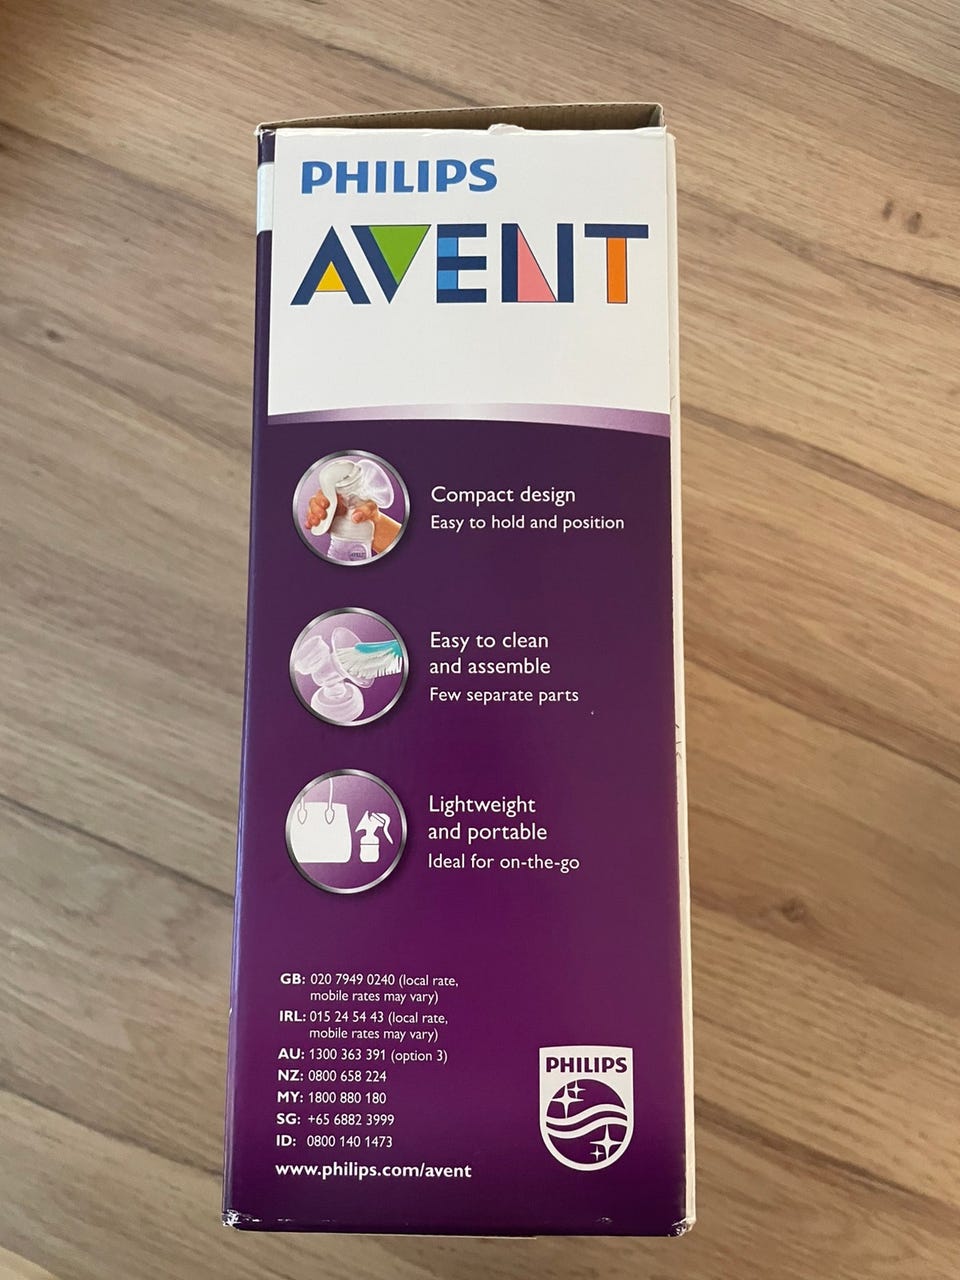 PHILIPS
AVENT
Compact design
Easy to hold and position
Easy to clean
and assemble
Few separate parts
Lightweight
and portable
Ideal for on-the-go
GB: 020 7949 0240 (local rate,
mobile rates may vary)
IRL: 015 24 54 43 (local rate,
mobile rates may vary)
AU: 1300 363 391 (option 3)
NZ: 0800 658 224
MY: 1800 880 180
SG: +65 6882 3999
ID: 0800 140 1473
www.philips.com/avent
PHILIPS